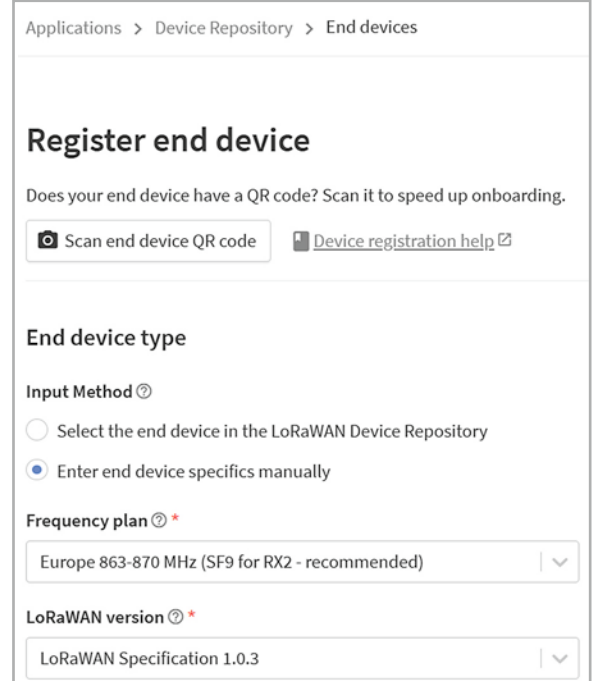 Applications > Device Repository > End devices
Register end device
Does your end device have a QR code? Scan it to speed up onboarding.
Scan end device QR code Device registration help
End device type
Input Method
Select the end device in the LoRaWAN Device Repository
Enter end device specifics manually
Frequency plan *
Europe 863-870 MHz (SF9 for RX2 - recommended)
LoRaWAN version *
LoRaWAN Specification 1.0.3